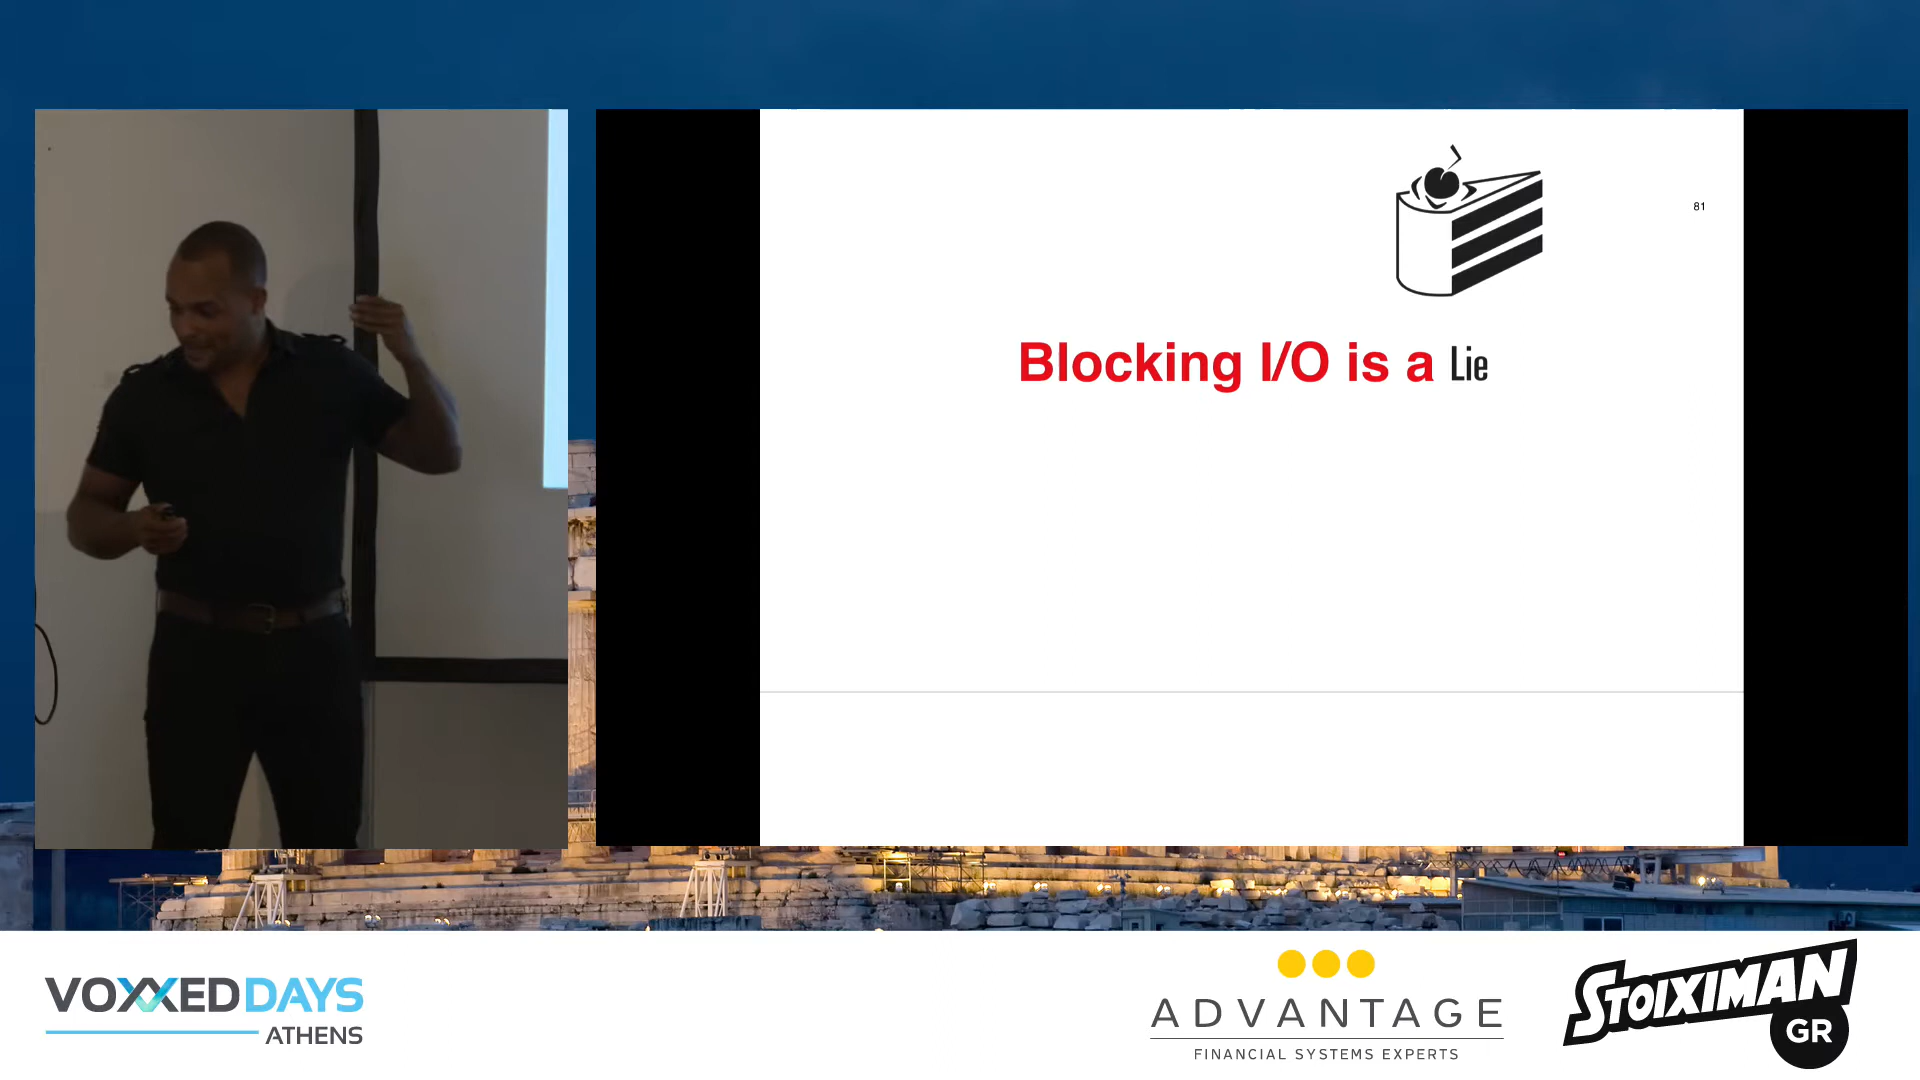 81
Blocking I/O is a Lie
VOXXEDDAYS
ATHENS
ADVANTAGE
FINANCIAL SYSTEMS EXPERTS
STOIXIMAN
GR